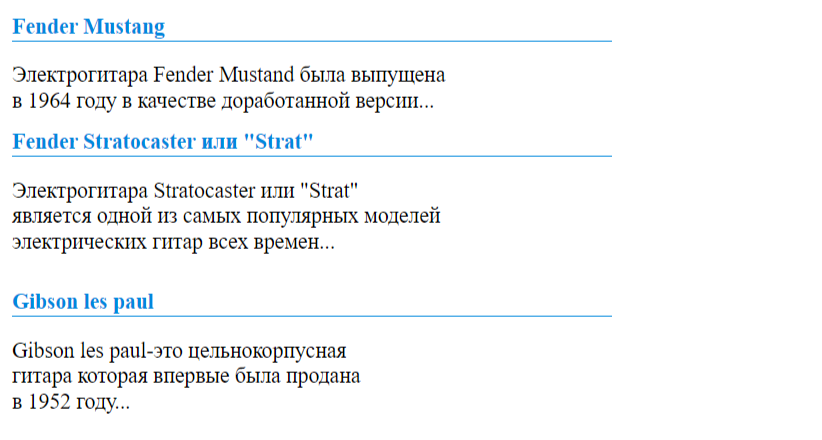 Fender Mustang
Электрогитара Fender Mustand была выпущена
в 1964 году в качестве доработанной версии...
Fender Stratocaster или "Strat"
Электрогитара Stratocaster или "Strat"
является одной из самых популярных моделей
электрических гитар всех времен...
Gibson les paul
Gibson les paul-это цельнокорпусная
гитара которая впервые была продана
в 1952 году...